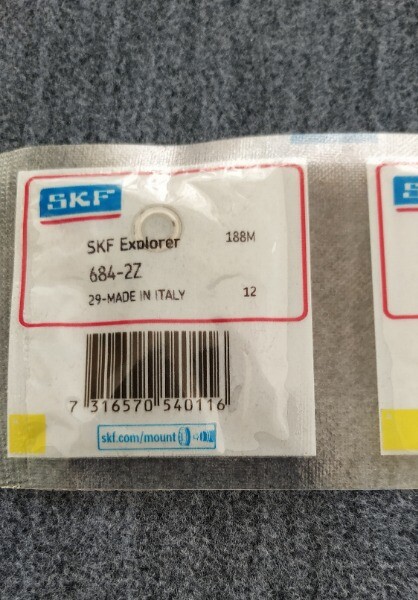 SKF
SKF Explorer 188M
684-2Z
29-MADE IN ITALY 12
7 316570 540116
skf.com/mount